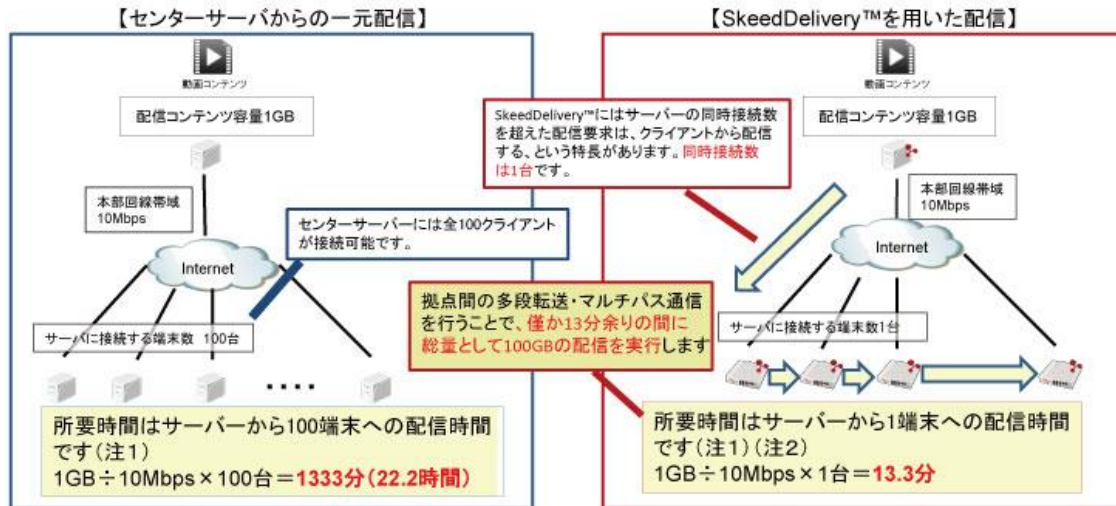 【センターサーバからの一元配信】
動画コンテンツ
配信コンテンツ容量1GB
本部回線帯域
10Mbps
センターサーバーには全100クライアント
が接続可能です。
Internet
サーバに接続する端末数 100台
・・・・
所要時間はサーバーから100端末への配信時間
です(注1)
1GB÷10Mbps×100台=1333分(22.2時間)
【SkeedDelivery™を用いた配信】
動画コンテンツ
配信コンテンツ容量1GB
SkeedDelivery™にはサーバーの同時接続数
を超えた配信要求は、クライアントから配信
する、という特長があります。同時接続数
は1台です。
本部回線帯域
10Mbps
Internet
拠点間の多段転送・マルチパス通信
を行うことで、僅か13分余りの間に
総量として100GBの配信を実行します
サーバに接続する端末数1台
所要時間はサーバーから1端末への配信時間
です(注1)(注2)
1GB÷10Mbps×1台=13.3分